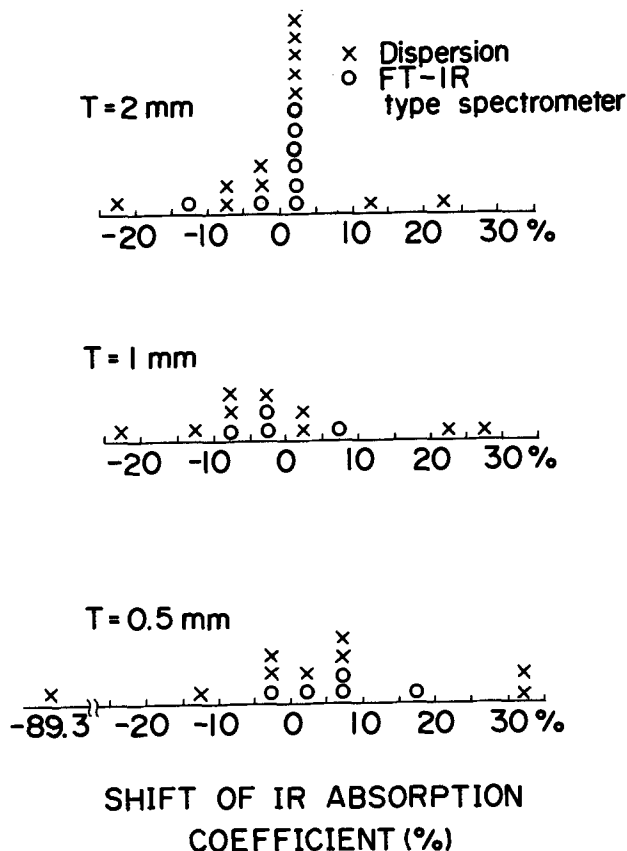 × Dispersion
o FT-IR
type spectrometer
T = 2 mm
-20 -10 0 10 20 30 %
T = 1 mm
-20 -10 0 10 20 30 %
T = 0.5 mm
-89.3 -20 -10 0 10 20 30 %
SHIFT OF IR ABSORPTION
COEFFICIENT (%)